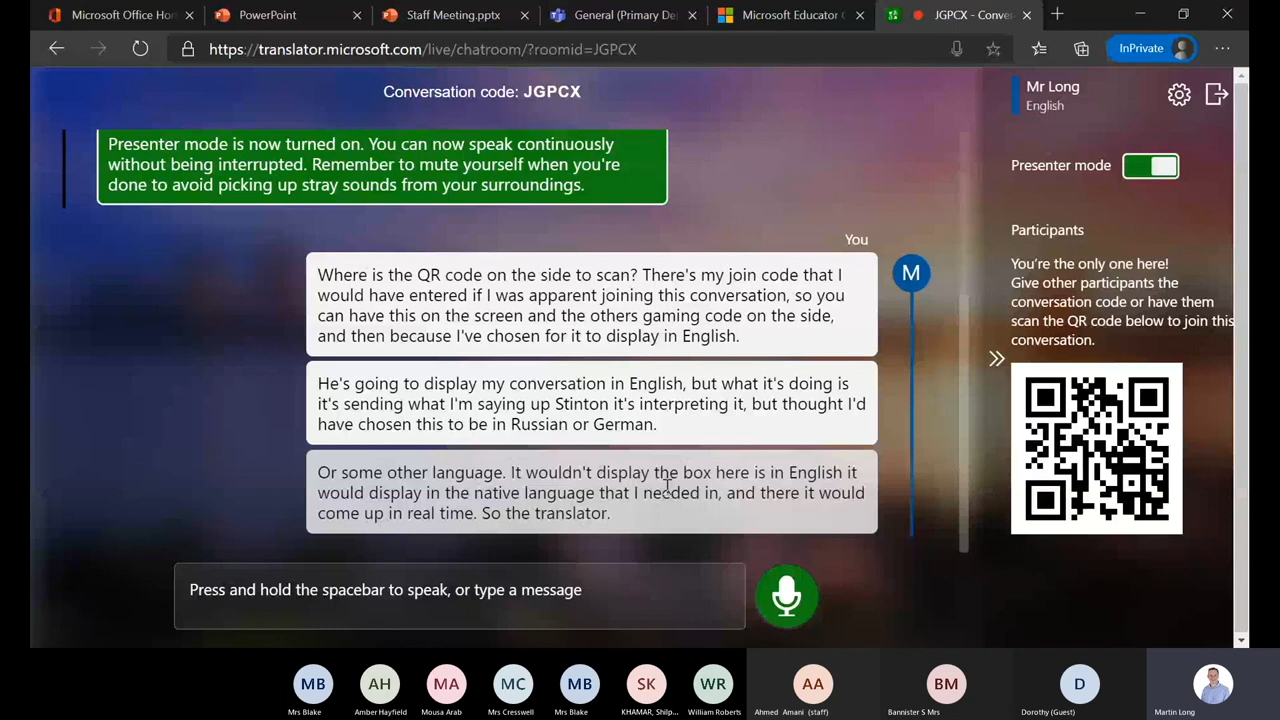 Microsoft Office Hom
PowerPoint
Staff Meeting.pptx
General (Primary De
Microsoft Educator C
JGPCX - Conver
https://translator.microsoft.com/live/chatroom/?roomid=JGPCX
InPrivate
Conversation code: JGPCX
Mr Long
English
Presenter mode is now turned on. You can now speak continuously
without being interrupted. Remember to mute yourself when you're
done to avoid picking up stray sounds from your surroundings.
Presenter mode
You
Where is the QR code on the side to scan? There's my join code that I
would have entered if I was apparent joining this conversation, so you
can have this on the screen and the others gaming code on the side,
and then because I've chosen for it to display in English.
M
He's going to display my conversation in English, but what it's doing is
it's sending what I'm saying up Stinton it's interpreting it, but thought I'd
have chosen this to be in Russian or German.
Or some other language. It wouldn't display the box here is in English it
would display in the native language that I needed in, and there it would
come up in real time. So the translator.
Participants
You're the only one here!
Give other participants the
conversation code or have them
scan the QR code below to join this
conversation.
Press and hold the spacebar to speak, or type a message
MB
AH
MA
MC
MB
SK
WR
AA
BM
D
Mrs Blake
Amber Hayfield
Mousa Arab
Mrs Cresswell
Mrs Blake
KHAMAR, Shilp...
William Roberts
Ahmed Amani (staff)
Bannister S Mrs
Dorothy (Guest)
Martin Long